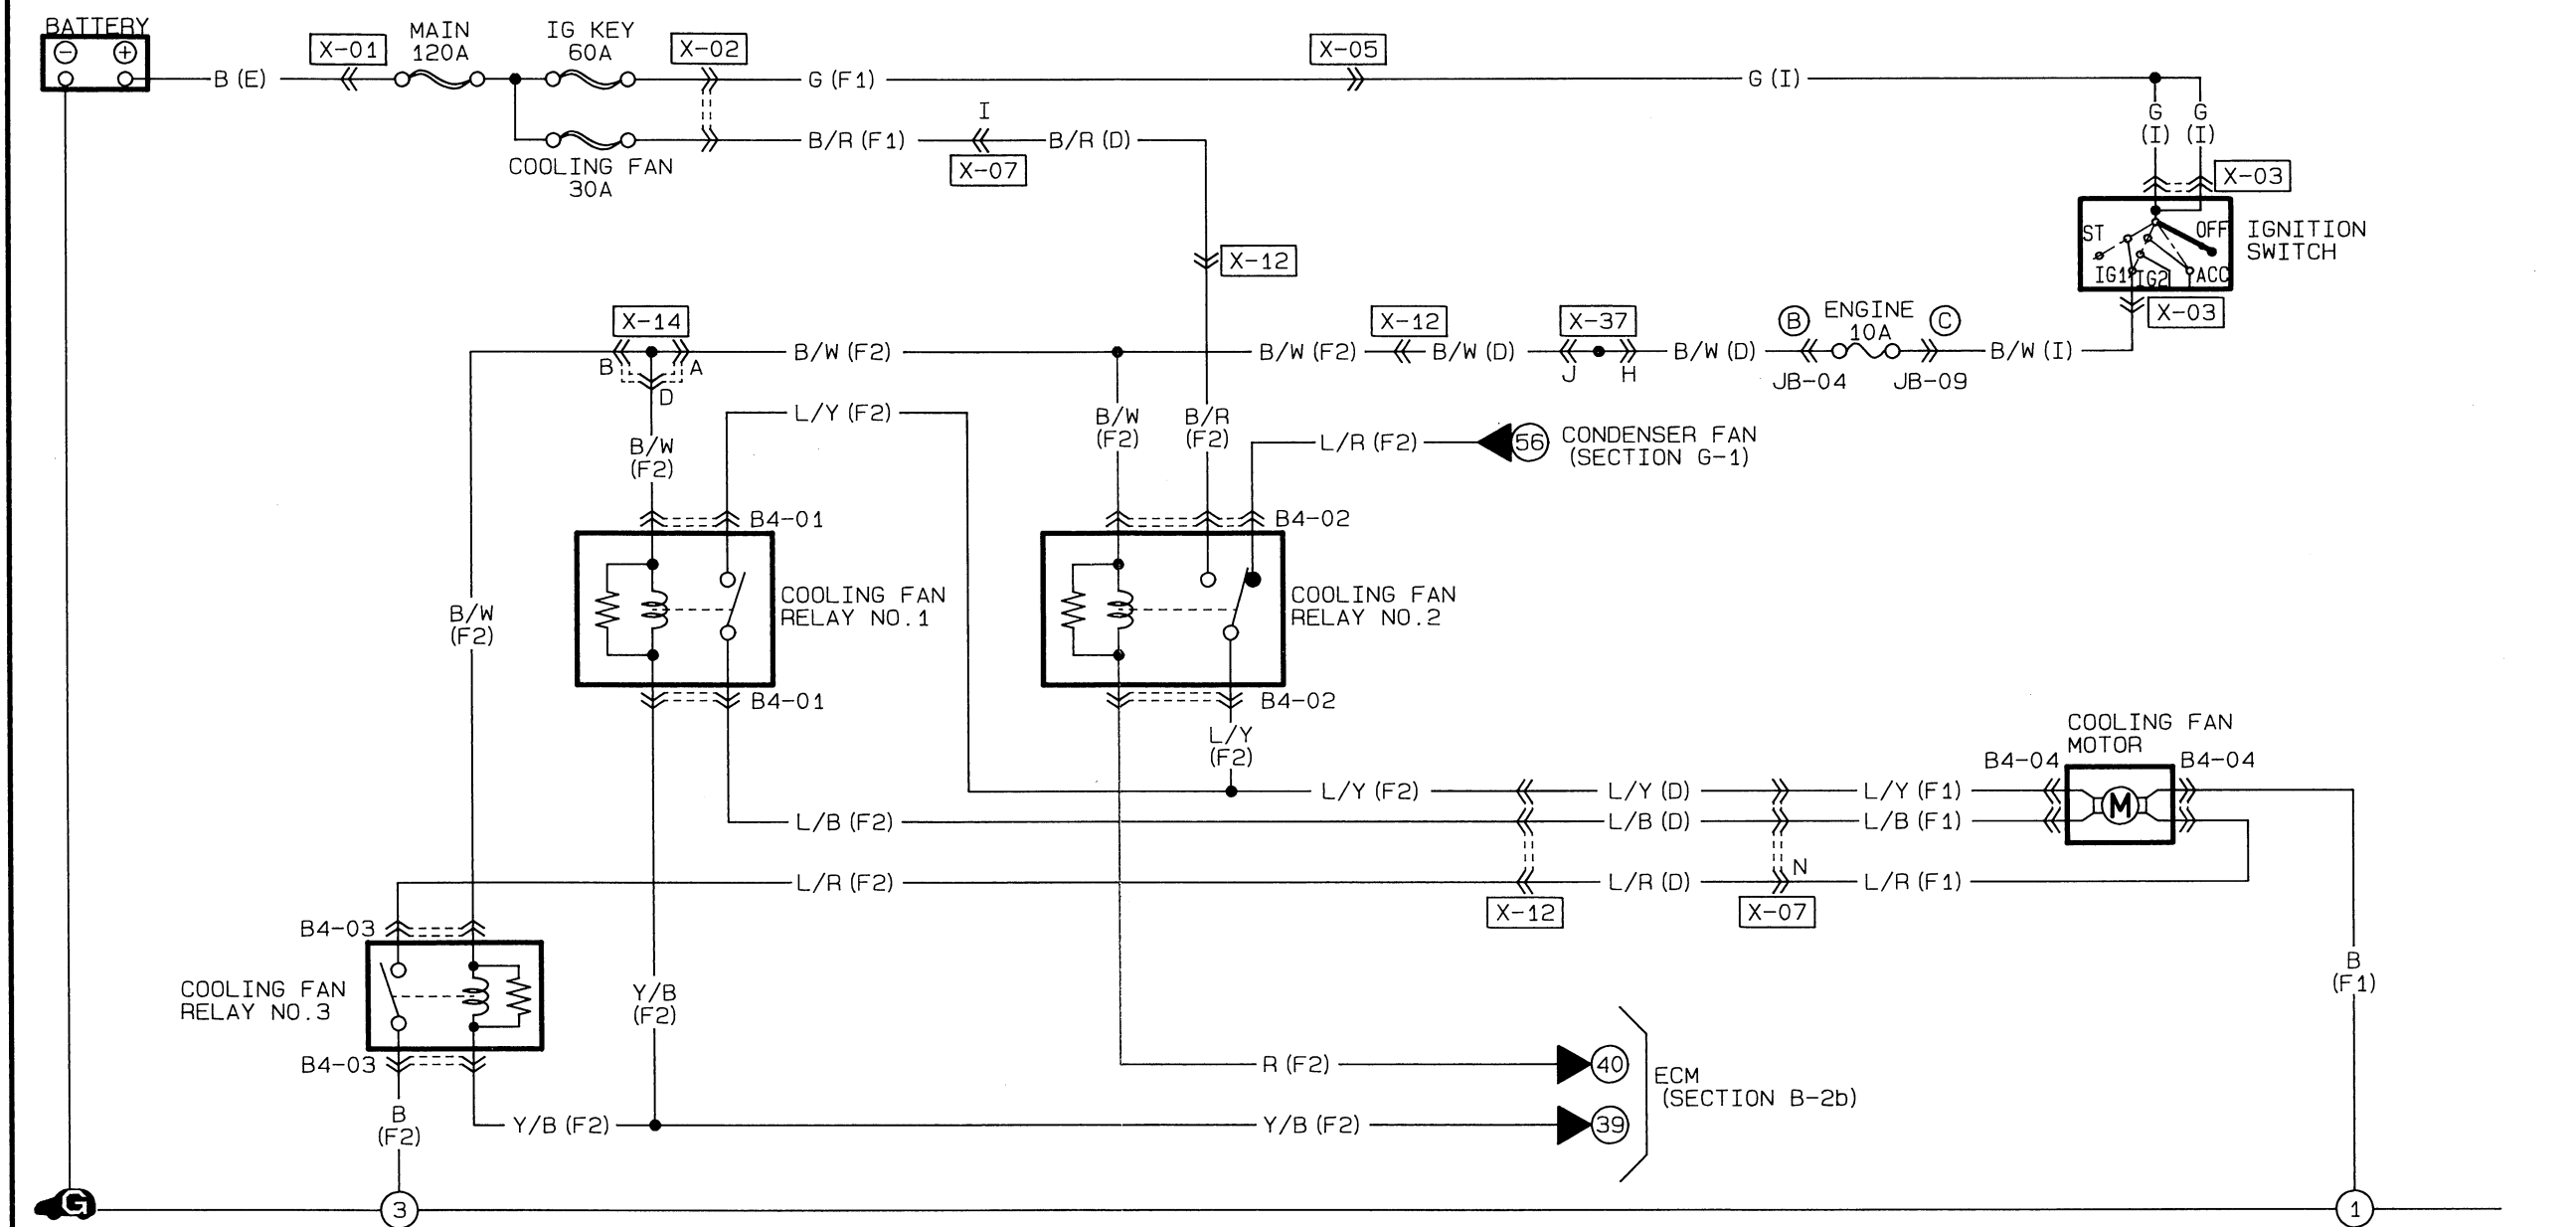 BATTERY
− +
B (E)
X-01
MAIN
120A
IG KEY
60A
X-02
G (F1)
X-05
G (I)
G
(I)
G
(I)
COOLING FAN
30A
B/R (F1)
I
X-07
B/R (D)
X-12
X-03
ST
OFF
IG1
IG2
ACC
IGNITION
SWITCH
X-03
X-14
B
A
D
B/W (F2)
B/W (F2)
X-12
B/W (D)
X-37
J
H
B/W (D)
B
ENGINE
10A
C
JB-04
JB-09
B/W (I)
L/Y (F2)
B/W
(F2)
B/W
(F2)
B/R
(F2)
L/R (F2)
56
CONDENSER FAN
(SECTION G-1)
B4-01
B4-02
B/W
(F2)
COOLING FAN
RELAY NO.1
COOLING FAN
RELAY NO.2
B4-01
B4-02
L/Y
(F2)
COOLING FAN
MOTOR
B4-04
B4-04
M
L/Y (F2)
L/Y (D)
L/Y (F1)
L/B (F2)
L/B (D)
L/B (F1)
L/R (F2)
L/R (D)
N
L/R (F1)
X-12
X-07
B4-03
COOLING FAN
RELAY NO.3
B4-03
Y/B
(F2)
B
(F1)
R (F2)
40
ECM
(SECTION B-2b)
B
(F2)
Y/B (F2)
Y/B (F2)
39
G
3
1